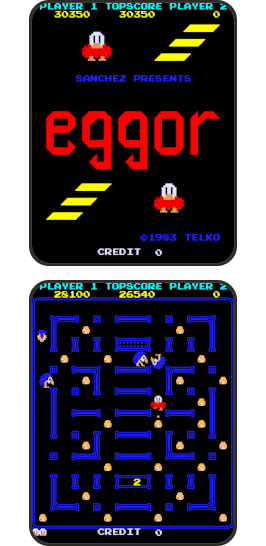 PLAYER 1 TOPSCORE PLAYER 2
30350 30350 0
SANCHEZ PRESENTS
eggor
©1983 TELKO
CREDIT 0
PLAYER 1 TOPSCORE PLAYER 2
28100 26540 0
2
CREDIT 0